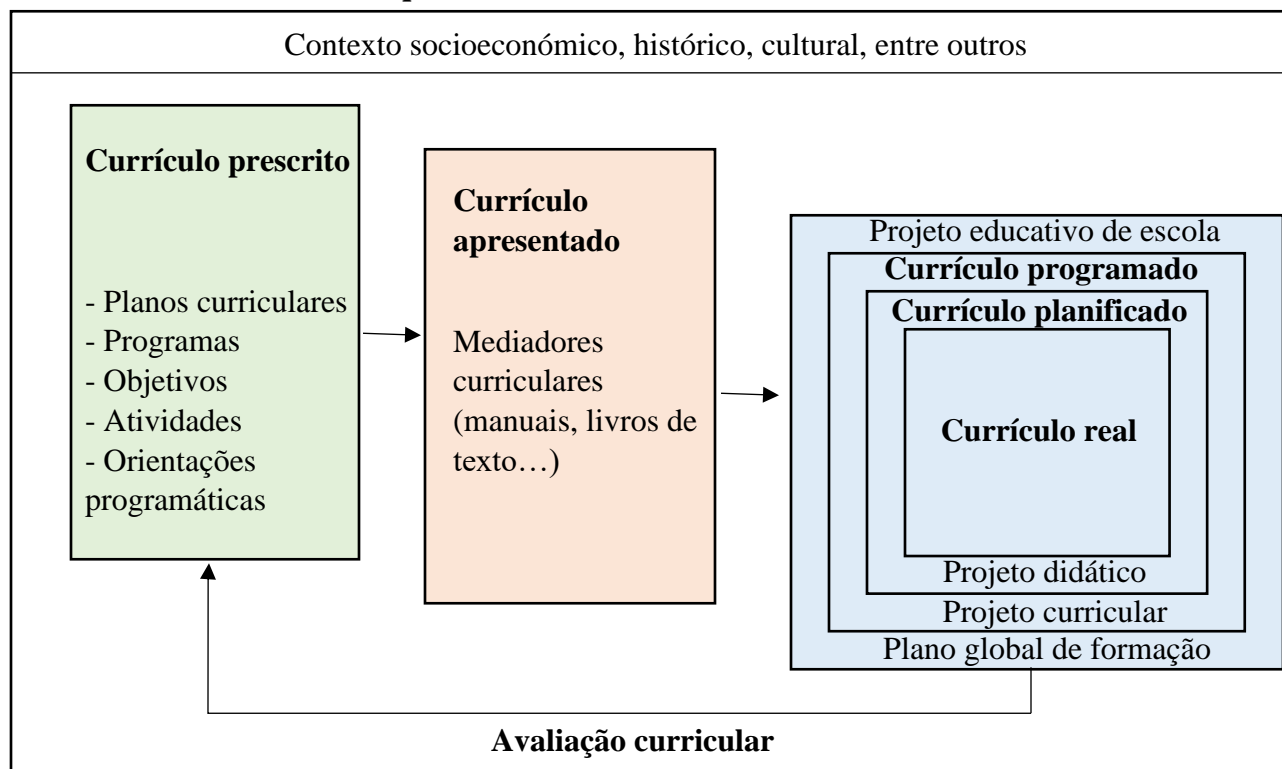 Contexto socioeconómico, histórico, cultural, entre outros
Currículo prescrito
- Planos curriculares
- Programas
- Objetivos
- Atividades
- Orientações
programáticas
Currículo
apresentado
Mediadores
curriculares
(manuais, livros de
texto…)
Projeto educativo de escola
Currículo programado
Currículo planificado
Currículo real
Projeto didático
Projeto curricular
Plano global de formação
Avaliação curricular